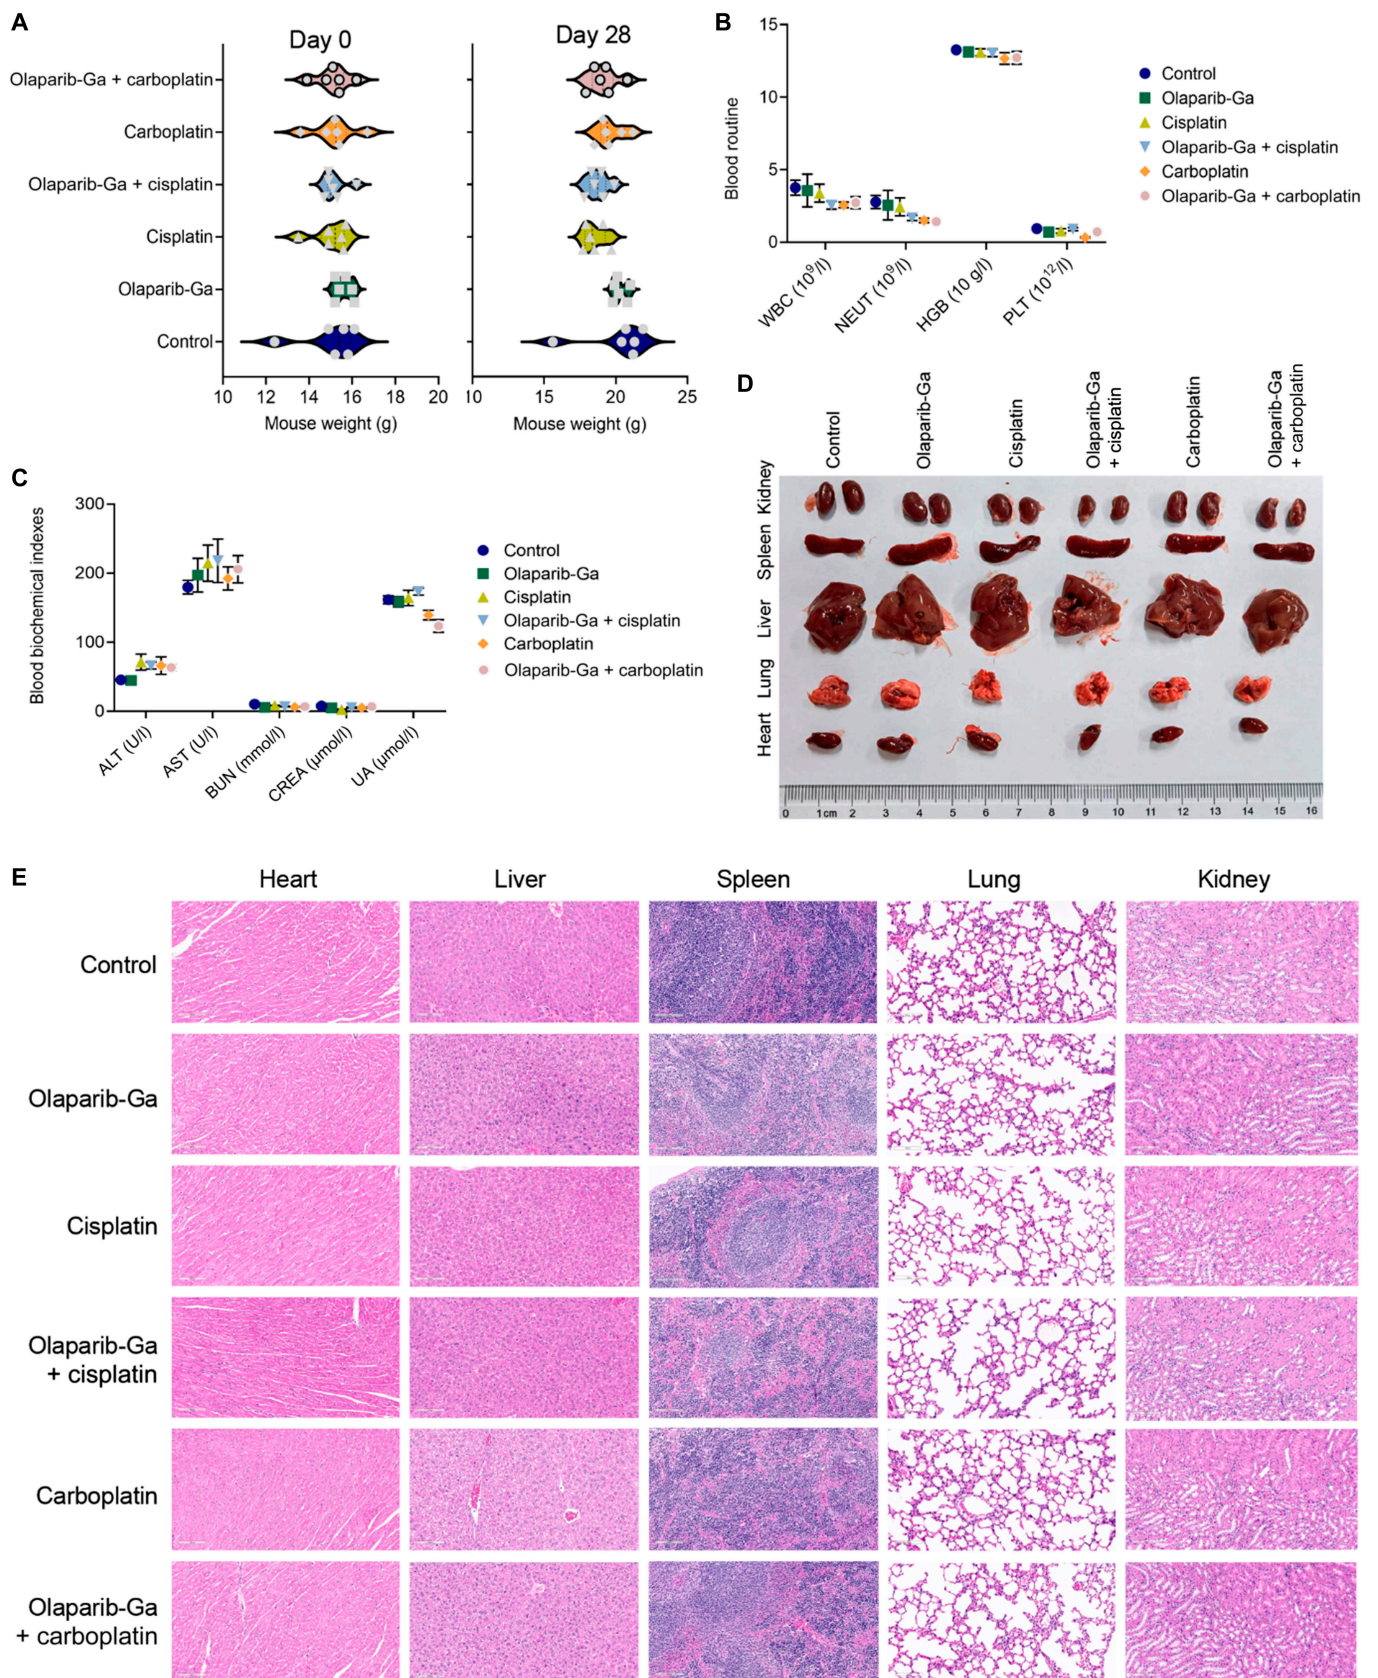 A
Day 0
Day 28
Olaparib-Ga + carboplatin
Carboplatin
Olaparib-Ga + cisplatin
Cisplatin
Olaparib-Ga
Control
10 12 14 16 18 20
10 15 20 25
Mouse weight (g)
Mouse weight (g)
B
Blood routine
15
10
5
0
WBC (10⁹/l)
NEUT (10⁹/l)
HGB (10 g/l)
PLT (10¹²/l)
Control
Olaparib-Ga
Cisplatin
Olaparib-Ga + cisplatin
Carboplatin
Olaparib-Ga + carboplatin
C
Blood biochemical indexes
300
200
100
0
ALT (U/l)
AST (U/l)
BUN (mmol/l)
CREA (μmol/l)
UA (μmol/l)
Control
Olaparib-Ga
Cisplatin
Olaparib-Ga + cisplatin
Carboplatin
Olaparib-Ga + carboplatin
D
Control
Olaparib-Ga
Cisplatin
Olaparib-Ga
+ cisplatin
Carboplatin
Olaparib-Ga
+ carboplatin
Kidney
Spleen
Liver
Lung
Heart
0 1cm 2 3 4 5 6 7 8 9 10 11 12 13 14 15 16
E
Heart Liver Spleen Lung Kidney
Control
Olaparib-Ga
Cisplatin
Olaparib-Ga
+ cisplatin
Carboplatin
Olaparib-Ga
+ carboplatin